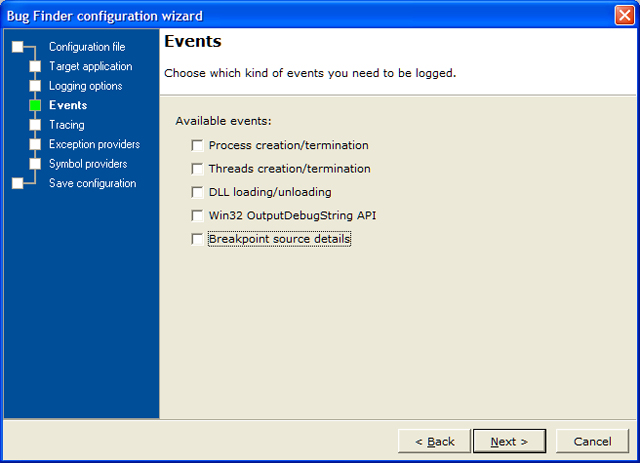 Bug Finder configuration wizard
Configuration file
Target application
Logging options
Events
Tracing
Exception providers
Symbol providers
Save configuration
Events
Choose which kind of events you need to be logged.
Available events:
Process creation/termination
Threads creation/termination
DLL loading/unloading
Win32 OutputDebugString API
Breakpoint source details
< Back
Next >
Cancel